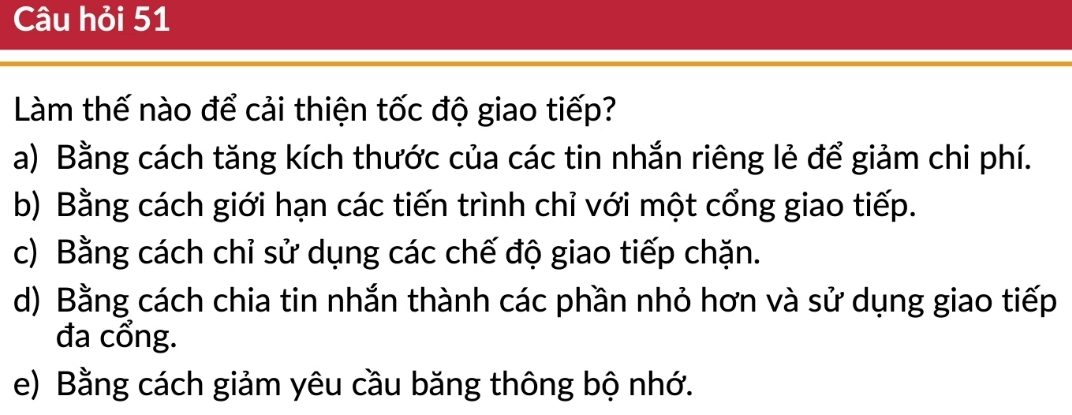 Câu hỏi 51
Làm thế nào để cải thiện tốc độ giao tiếp?
a) Bằng cách tăng kích thước của các tin nhắn riêng lẻ để giảm chi phí.
b) Bằng cách giới hạn các tiến trình chỉ với một cổng giao tiếp.
c) Bằng cách chỉ sử dụng các chế độ giao tiếp chặn.
d) Bằng cách chia tin nhắn thành các phần nhỏ hơn và sử dụng giao tiếp
đa cổng.
e) Bằng cách giảm yêu cầu băng thông bộ nhớ.